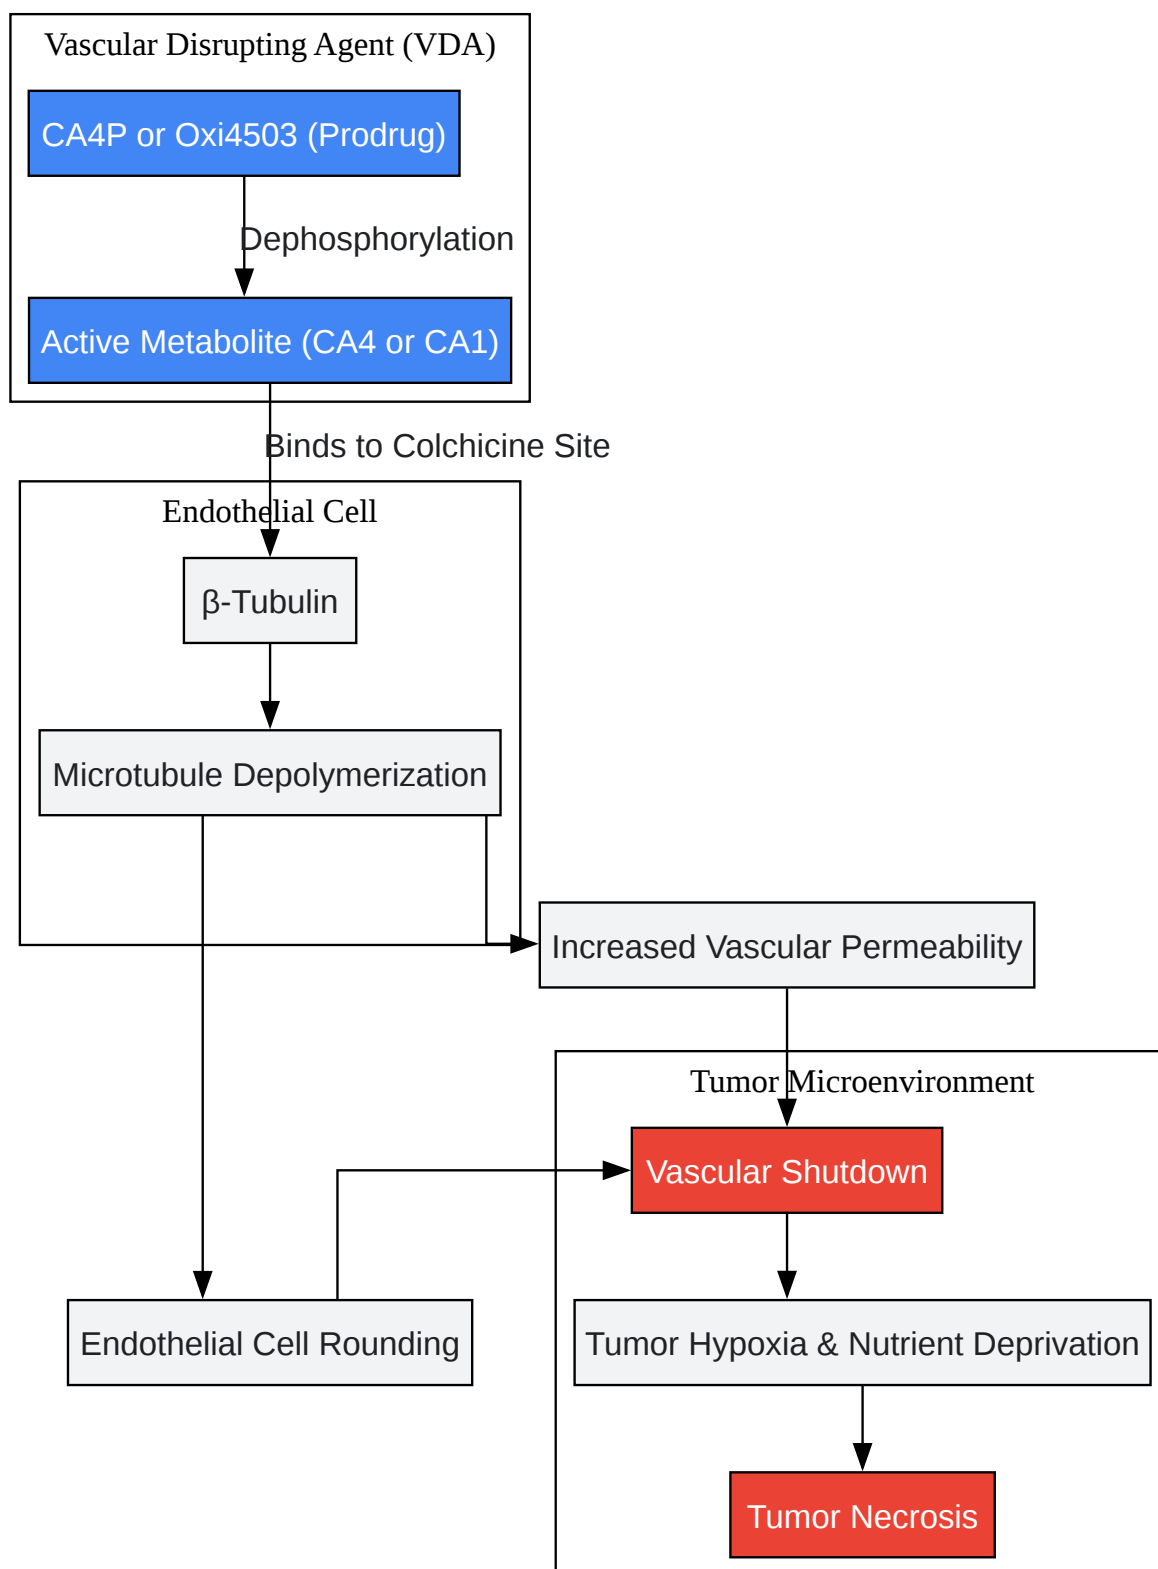 Vascular Disrupting Agent (VDA)
CA4P or Oxi4503 (Prodrug)
Dephosphorylation
Active Metabolite (CA4 or CA1)
Binds to Colchicine Site
Endothelial Cell
β-Tubulin
Microtubule Depolymerization
Increased Vascular Permeability
Tumor Microenvironment
Vascular Shutdown
Endothelial Cell Rounding
Tumor Hypoxia & Nutrient Deprivation
Tumor Necrosis